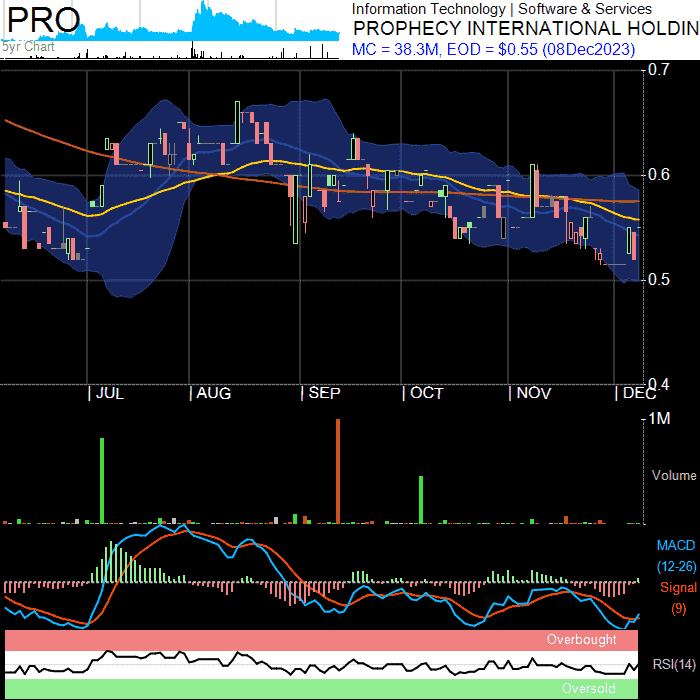 PRO
5yr Chart
Information Technology | Software & Services
PROPHECY INTERNATIONAL HOLDIN
MC = 38.3M, EOD = $0.55 (08Dec2023)
0.7
0.6
0.5
0.4
| JUL | AUG | SEP | OCT | NOV | DEC
1M
Volume
MACD
(12-26)
Signal
(9)
Overbought
RSI(14)
Oversold